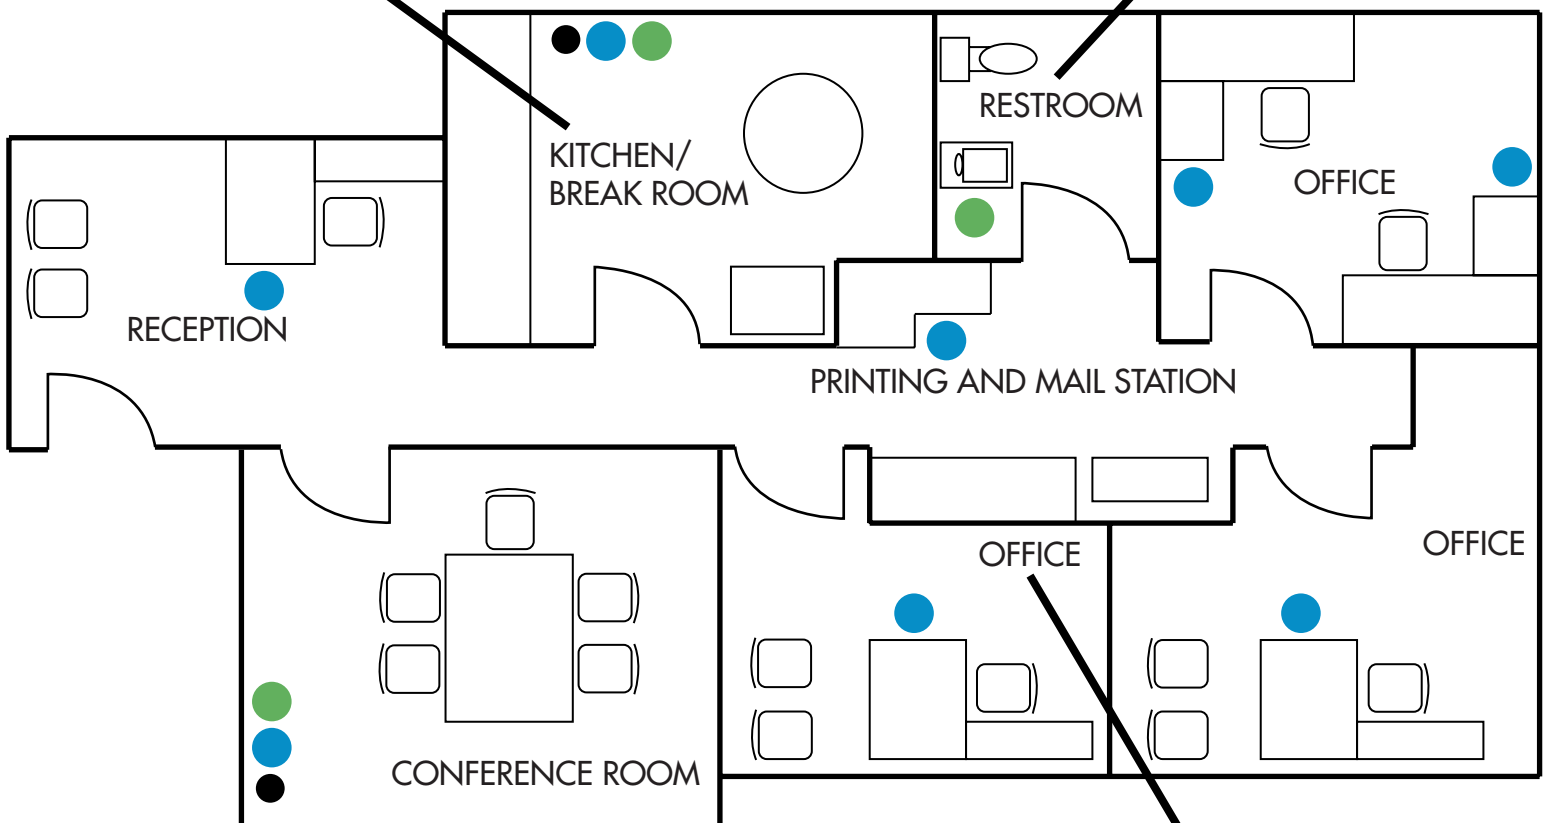 RESTROOM
KITCHEN/
BREAK ROOM
OFFICE
RECEPTION
PRINTING AND MAIL STATION
OFFICE
OFFICE
CONFERENCE ROOM